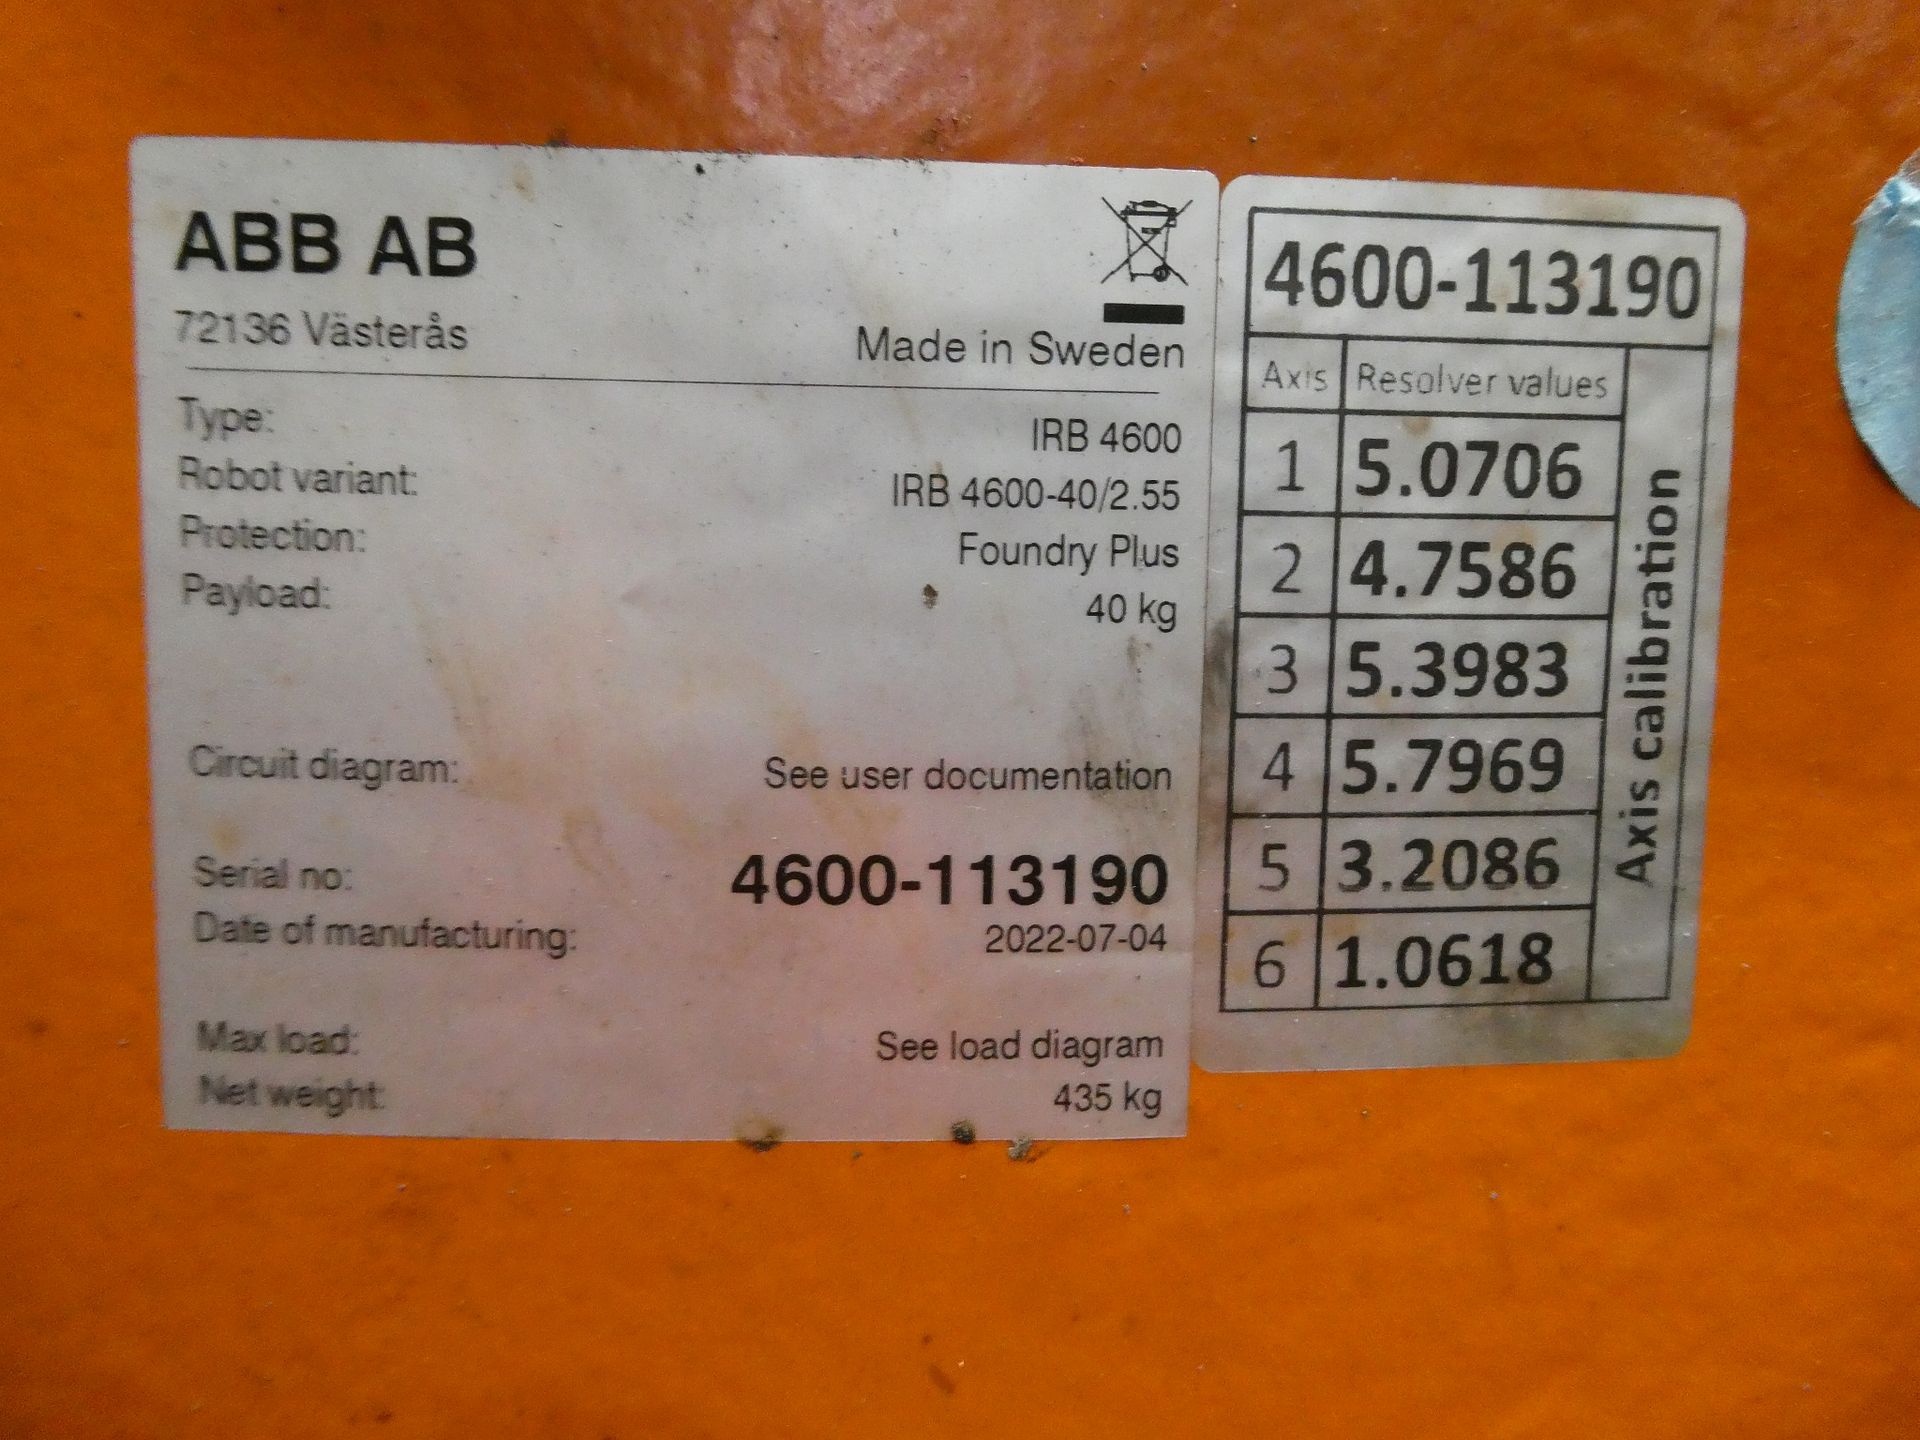 ABB AB
72136 Västerås
Made in Sweden
Type: IRB 4600
Robot variant: IRB 4600-40/2.55
Protection: Foundry Plus
Payload: 40 kg
Circuit diagram: See user documentation
Serial no: 4600-113190
Date of manufacturing: 2022-07-04
Max load: See load diagram
Net weight: 435 kg
4600-113190
Axis Resolver values
1 5.0706
2 4.7586
3 5.3983
4 5.7969
5 3.2086
6 1.0618
Axis calibration